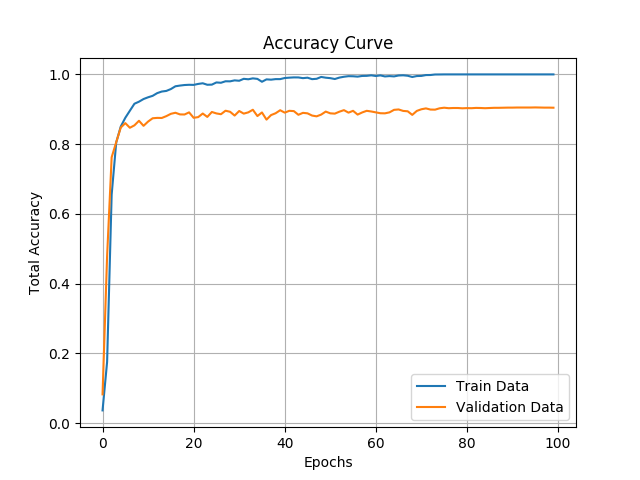 Accuracy Curve
1.0
0.8
0.6
0.4
0.2
0.0
Total Accuracy
0 20 40 60 80 100
Epochs
Train Data
Validation Data